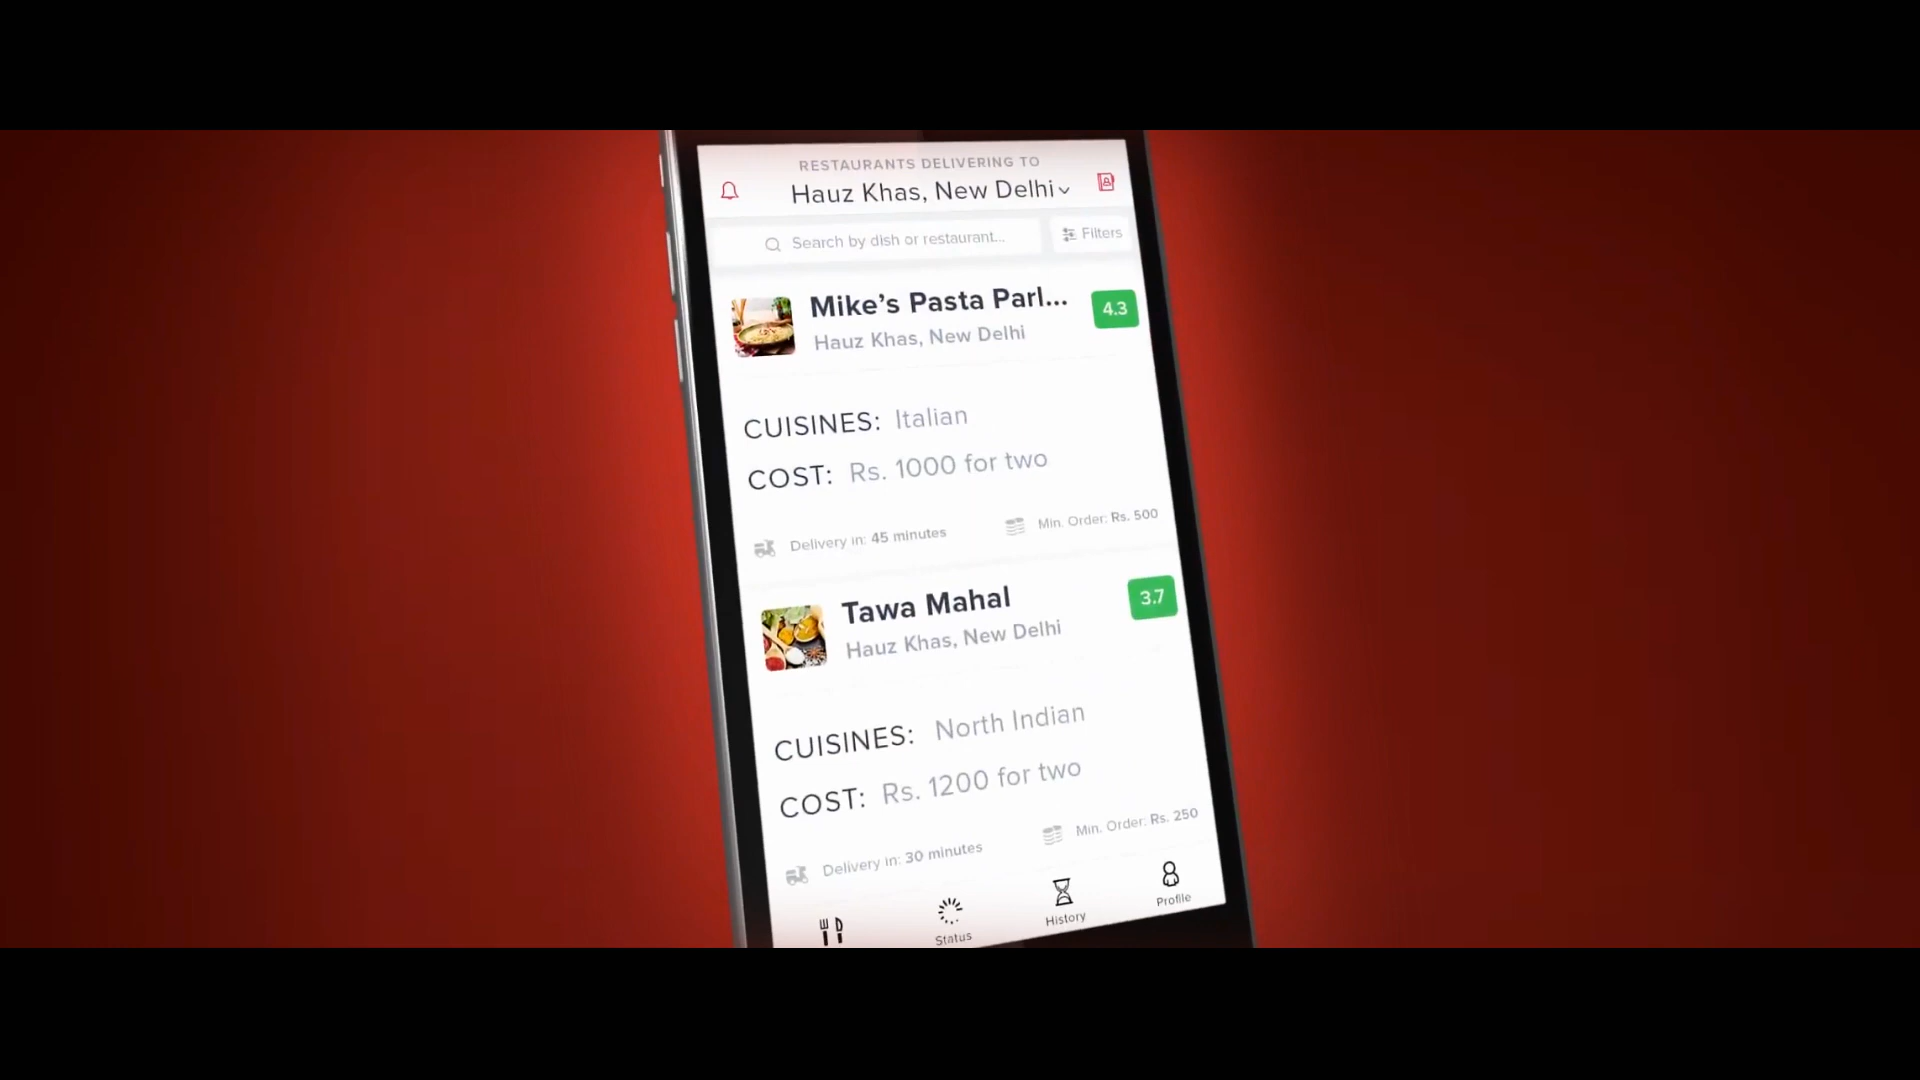 RESTAURANTS DELIVERING TO
Hauz Khas, New Delhi
Search by dish or restaurant...
Filters
Mike's Pasta Parl...
4.3
Hauz Khas, New Delhi
CUISINES: Italian
COST: Rs. 1000 for two
Delivery in: 45 minutes
Min. Order: Rs. 500
Tawa Mahal
3.7
Hauz Khas, New Delhi
CUISINES: North Indian
COST: Rs. 1200 for two
Delivery in: 30 minutes
Min. Order: Rs. 250
Status
History
Profile